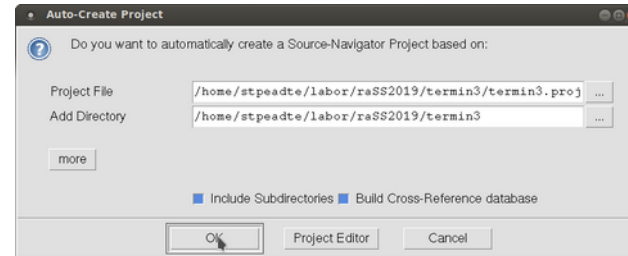 Auto-Create Project
Do you want to automatically create a Source-Navigator Project based on:
Project File /home/stpeadte/labor/raSS2019/termin3/termin3.proj ...
Add Directory /home/stpeadte/labor/raSS2019/termin3 ...
more
Include Subdirectories Build Cross-Reference database
OK Project Editor Cancel